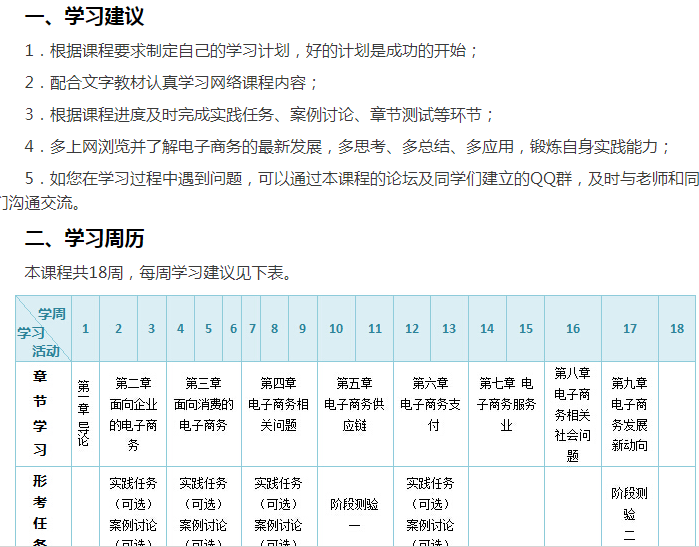 一、学习建议
1．根据课程要求制定自己的学习计划，好的计划是成功的开始；
2．配合文字教材认真学习网络课程内容；
3．根据课程进度及时完成实践任务、案例讨论、章节测试等环节；
4．多上网浏览并了解电子商务的最新发展，多思考、多总结、多应用，锻炼自身实践能力；
5．如您在学习过程中遇到问题，可以通过本课程的论坛及同学们建立的QQ群，及时与老师和同
们沟通交流。
二、学习周历
本课程共18周，每周学习建议见下表。
学周
学习
活动
1 2 3 4 5 6 7 8 9 10 11 12 13 14 15 16 17 18
章
节
学
习
第一章 导论
第二章
面向企业
的电子商
务
第三章
面向消费的
电子商务
第四章
电子商务相
关问题
第五章
电子商务供
应链
第六章
电子商务支
付
第七章 电
子商务服务
业
第八章
电子商
务相关
社会问
题
第九章
电子商
务发展
新动向
形
考
任
务
实践任务
（可选）
案例讨论
（可选）
实践任务
（可选）
案例讨论
（可选）
实践任务
（可选）
案例讨论
（可选）
阶段测验
一
实践任务
（可选）
案例讨论
（可选）
阶段测
验
二